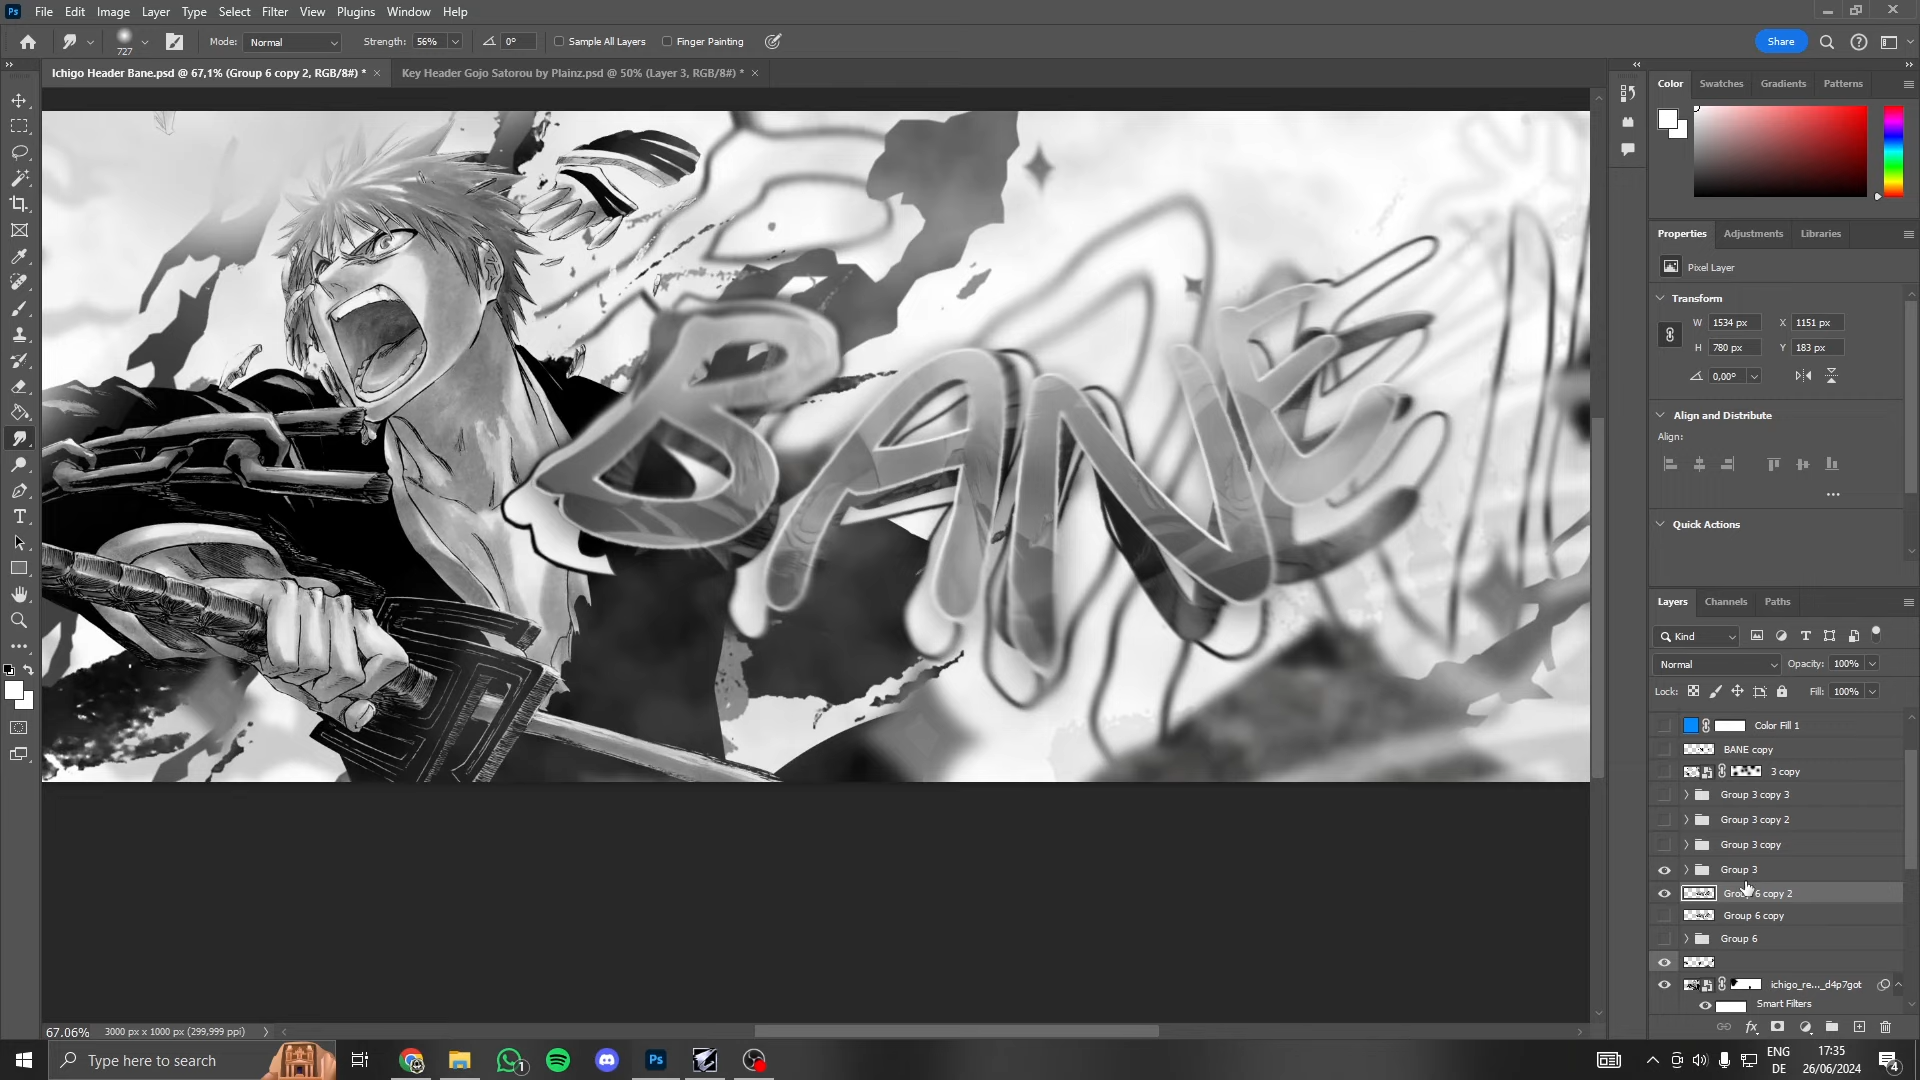 Ps File Edit Image Layer Type Select Filter View Plugins Window Help
727 Mode: Normal Strength: 56% 0° Sample All Layers Finger Painting Share
Ichigo Header Bane.psd @ 67,1% (Group 6 copy 2, RGB/8#) * Key Header Gojo Satorou by Plainz.psd @ 50% (Layer 3, RGB/8#) *
Color Swatches Gradients Patterns
Properties Adjustments Libraries
Pixel Layer
Transform
W 1534 px X 1151 px
H 780 px Y 183 px
0,00°
Align and Distribute
Align:
Quick Actions
BANE
Layers Channels Paths
Kind
Normal Opacity: 100%
Lock: Fill: 100%
Color Fill 1
BANE copy
3 copy
Group 3 copy 3
Group 3 copy 2
Group 3 copy
Group 3
Group 6 copy 2
Group 6 copy
Group 6
ichigo_re..._d4p7got
Smart Filters
67.06% 3000 px x 1000 px (299,999 ppi)
Type here to search
1
Ps
ENG
DE
17:35
26/06/2024
4